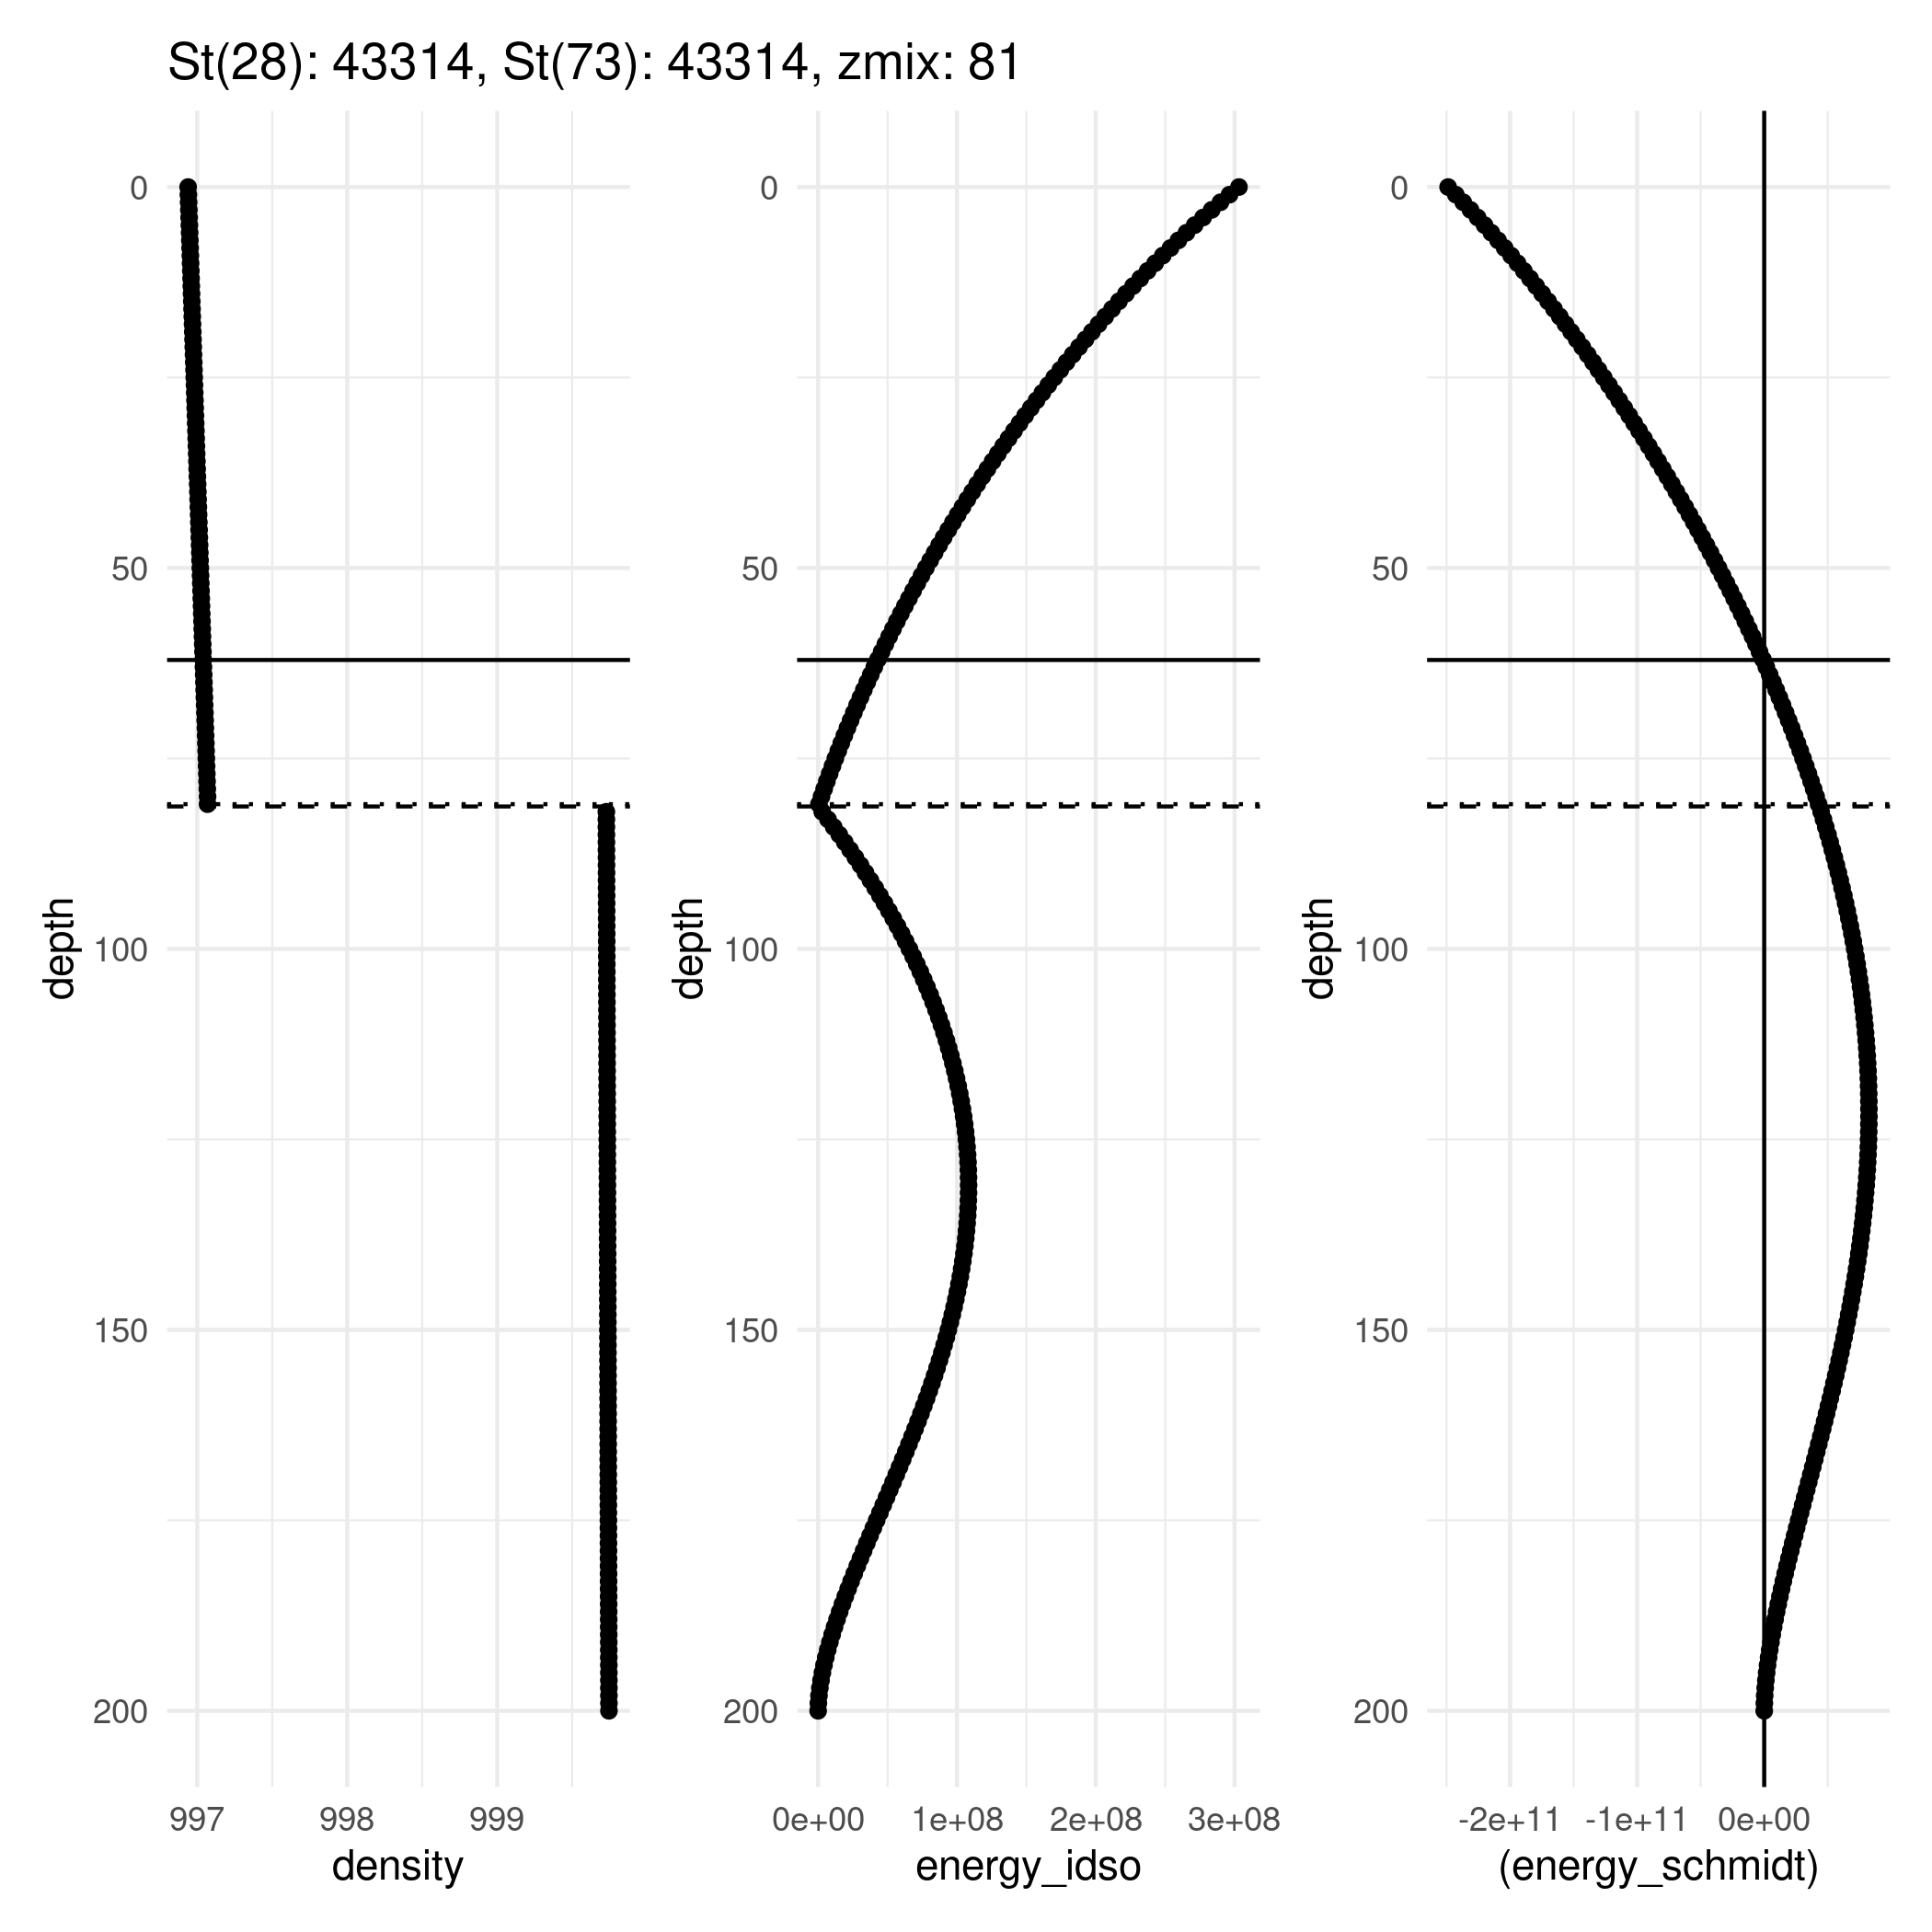 St(28): 43314, St(73): 43314, zmix: 81
depth
0
50
100
150
200
997
998
999
density
depth
0
50
100
150
200
0e+00
1e+08
2e+08
3e+08
energy_idso
depth
0
50
100
150
200
-2e+11
-1e+11
0e+00
(energy_schmidt)